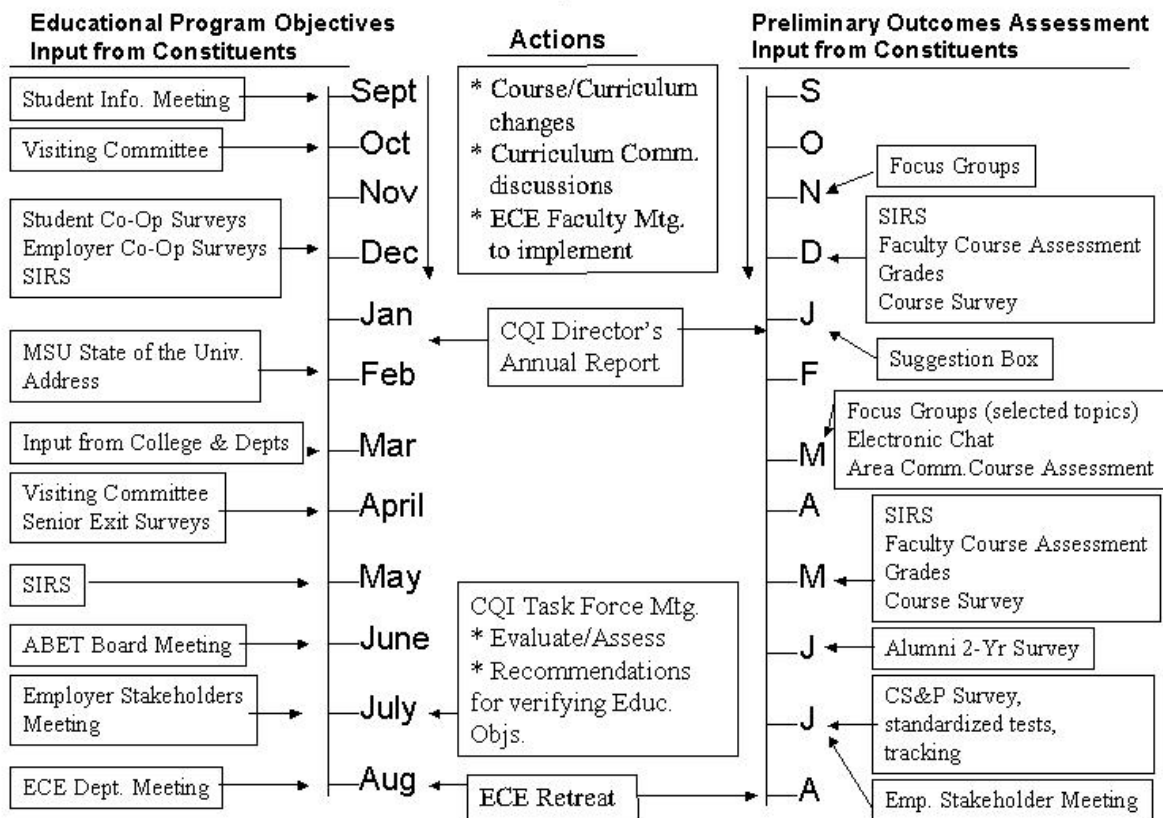 Educational Program Objectives
Input from Constituents
Student Info. Meeting
Visiting Committee
Student Co-Op Surveys
Employer Co-Op Surveys
SIRS
MSU State of the Univ.
Address
Input from College & Depts
Visiting Committee
Senior Exit Surveys
SIRS
ABET Board Meeting
Employer Stakeholders
Meeting
ECE Dept. Meeting
Sept
Oct
Nov
Dec
Jan
Feb
Mar
April
May
June
July
Aug
Actions
* Course/Curriculum
changes
* Curriculum Comm.
discussions
* ECE Faculty Mtg.
to implement
CQI Director's
Annual Report
CQI Task Force Mtg.
* Evaluate/Assess
* Recommendations
for verifying Educ.
Objs.
ECE Retreat
Preliminary Outcomes Assessment
Input from Constituents
S
O
N
D
J
F
M
A
M
J
J
A
Focus Groups
SIRS
Faculty Course Assessment
Grades
Course Survey
Suggestion Box
Focus Groups (selected topics)
Electronic Chat
Area Comm.Course Assessment
SIRS
Faculty Course Assessment
Grades
Course Survey
Alumni 2-Yr Survey
CS&P Survey,
standardized tests,
tracking
Emp. Stakeholder Meeting